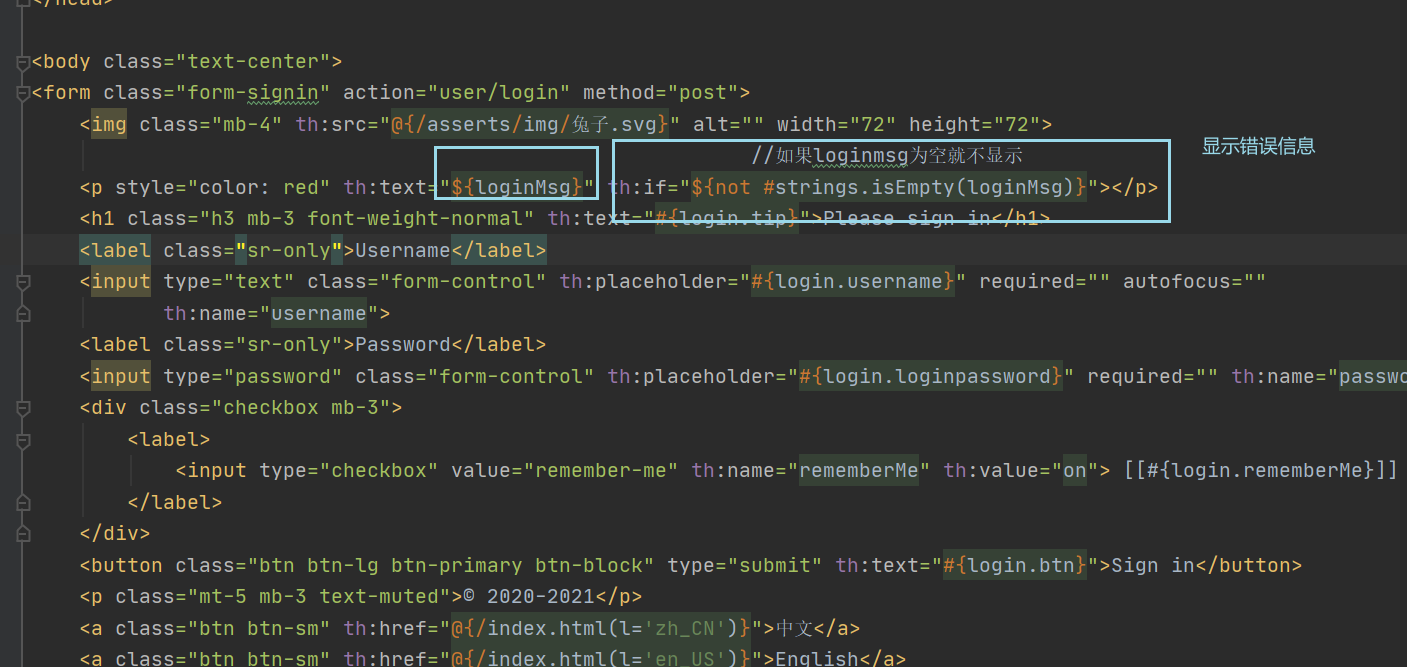 </head>
<body class="text-center">
<form class="form-signin" action="user/login" method="post">
<img class="mb-4" th:src="@{/asserts/img/兔子.svg}" alt="" width="72" height="72">
//如果loginmsg为空就不显示
显示错误信息
<p style="color: red" th:text="${loginMsg}" th:if="${not #strings.isEmpty(loginMsg)}"></p>
<h1 class="h3 mb-3 font-weight-normal" th:text="#{login.tip}">Please sign in</h1>
<label class="sr-only">Username</label>
<input type="text" class="form-control" th:placeholder="#{login.username}" required="" autofocus=""
th:name="username">
<label class="sr-only">Password</label>
<input type="password" class="form-control" th:placeholder="#{login.loginpassword}" required="" th:name="passwo
<div class="checkbox mb-3">
<label>
<input type="checkbox" value="remember-me" th:name="rememberMe" th:value="on"> [[#{login.rememberMe}]]
</label>
</div>
<button class="btn btn-lg btn-primary btn-block" type="submit" th:text="#{login.btn}">Sign in</button>
<p class="mt-5 mb-3 text-muted">© 2020-2021</p>
<a class="btn btn-sm" th:href="@{/index.html(l='zh_CN')}">中文</a>
<a class="btn btn-sm" th:href="@{/index.html(l='en_US')}">English</a>